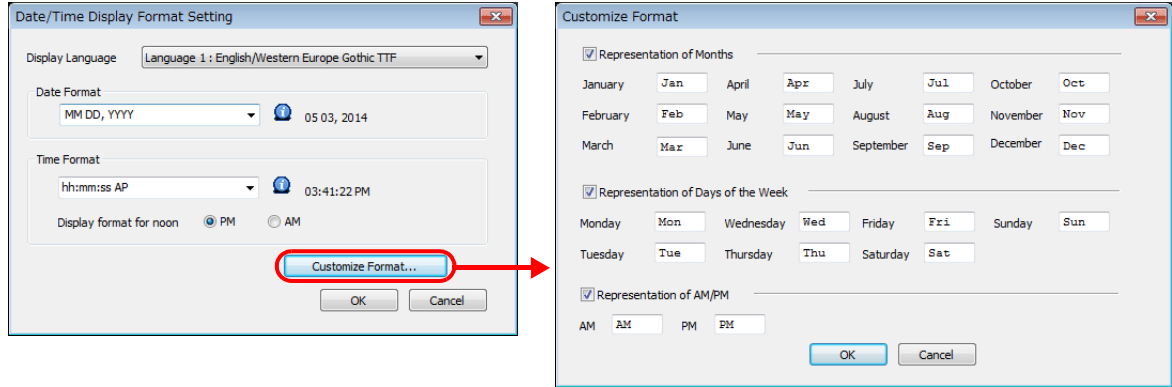 Date/Time Display Format Setting
Display Language Language 1 : English/Western Europe Gothic TTF
Date Format
MM DD, YYYY 05 03, 2014
Time Format
hh:mm:ss AP 03:41:22 PM
Display format for noon PM AM
Customize Format...
OK Cancel
Customize Format
Representation of Months
January Jan April Apr July Jul October Oct
February Feb May May August Aug November Nov
March Mar June Jun September Sep December Dec
Representation of Days of the Week
Monday Mon Wednesday Wed Friday Fri Sunday Sun
Tuesday Tue Thursday Thu Saturday Sat
Representation of AM/PM
AM AM PM PM
OK Cancel